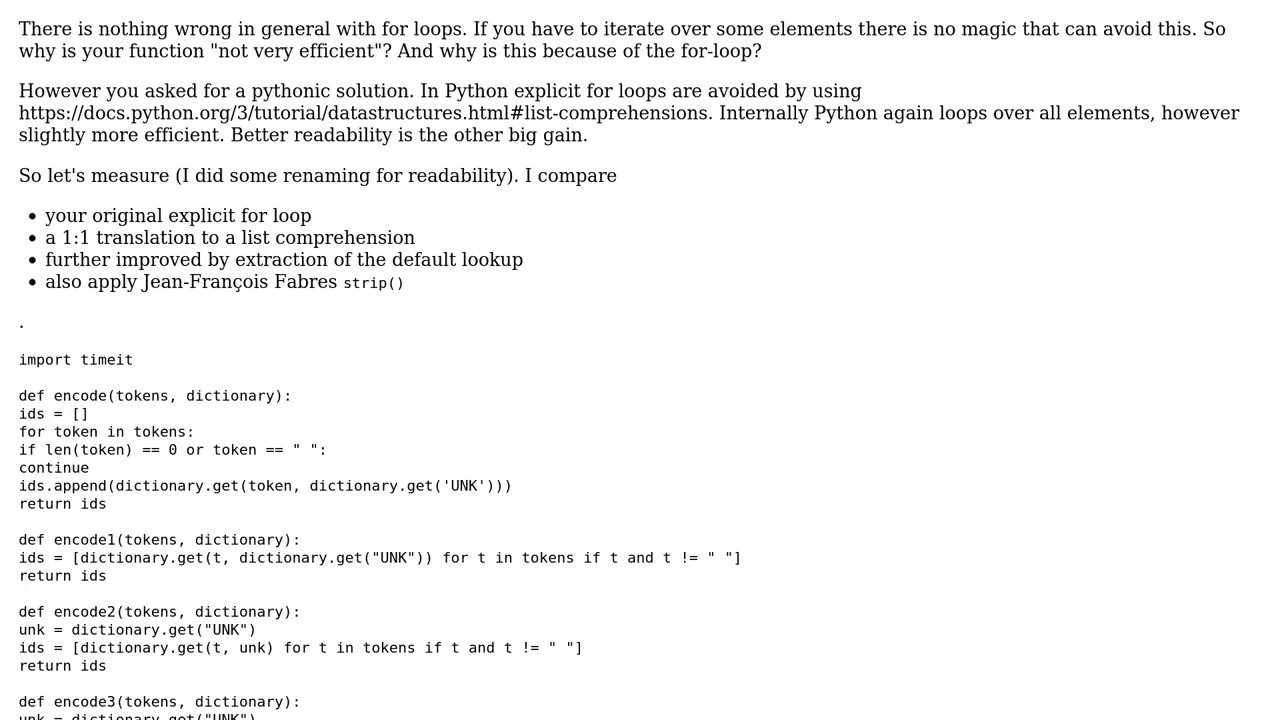 There is nothing wrong in general with for loops. If you have to iterate over some elements there is no magic that can avoid this. So
why is your function "not very efficient"? And why is this because of the for-loop?
However you asked for a pythonic solution. In Python explicit for loops are avoided by using
https://docs.python.org/3/tutorial/datastructures.html#list-comprehensions. Internally Python again loops over all elements, however
slightly more efficient. Better readability is the other big gain.
So let's measure (I did some renaming for readability). I compare
• your original explicit for loop
• a 1:1 translation to a list comprehension
• further improved by extraction of the default lookup
• also apply Jean-François Fabres strip()
.
import timeit
def encode(tokens, dictionary):
ids = []
for token in tokens:
if len(token) == 0 or token == " ":
continue
ids.append(dictionary.get(token, dictionary.get('UNK')))
return ids
def encode1(tokens, dictionary):
ids = [dictionary.get(t, dictionary.get("UNK")) for t in tokens if t and t != " "]
return ids
def encode2(tokens, dictionary):
unk = dictionary.get("UNK")
ids = [dictionary.get(t, unk) for t in tokens if t and t != " "]
return ids
def encode3(tokens, dictionary):
unk = dictionary.get("UNK")